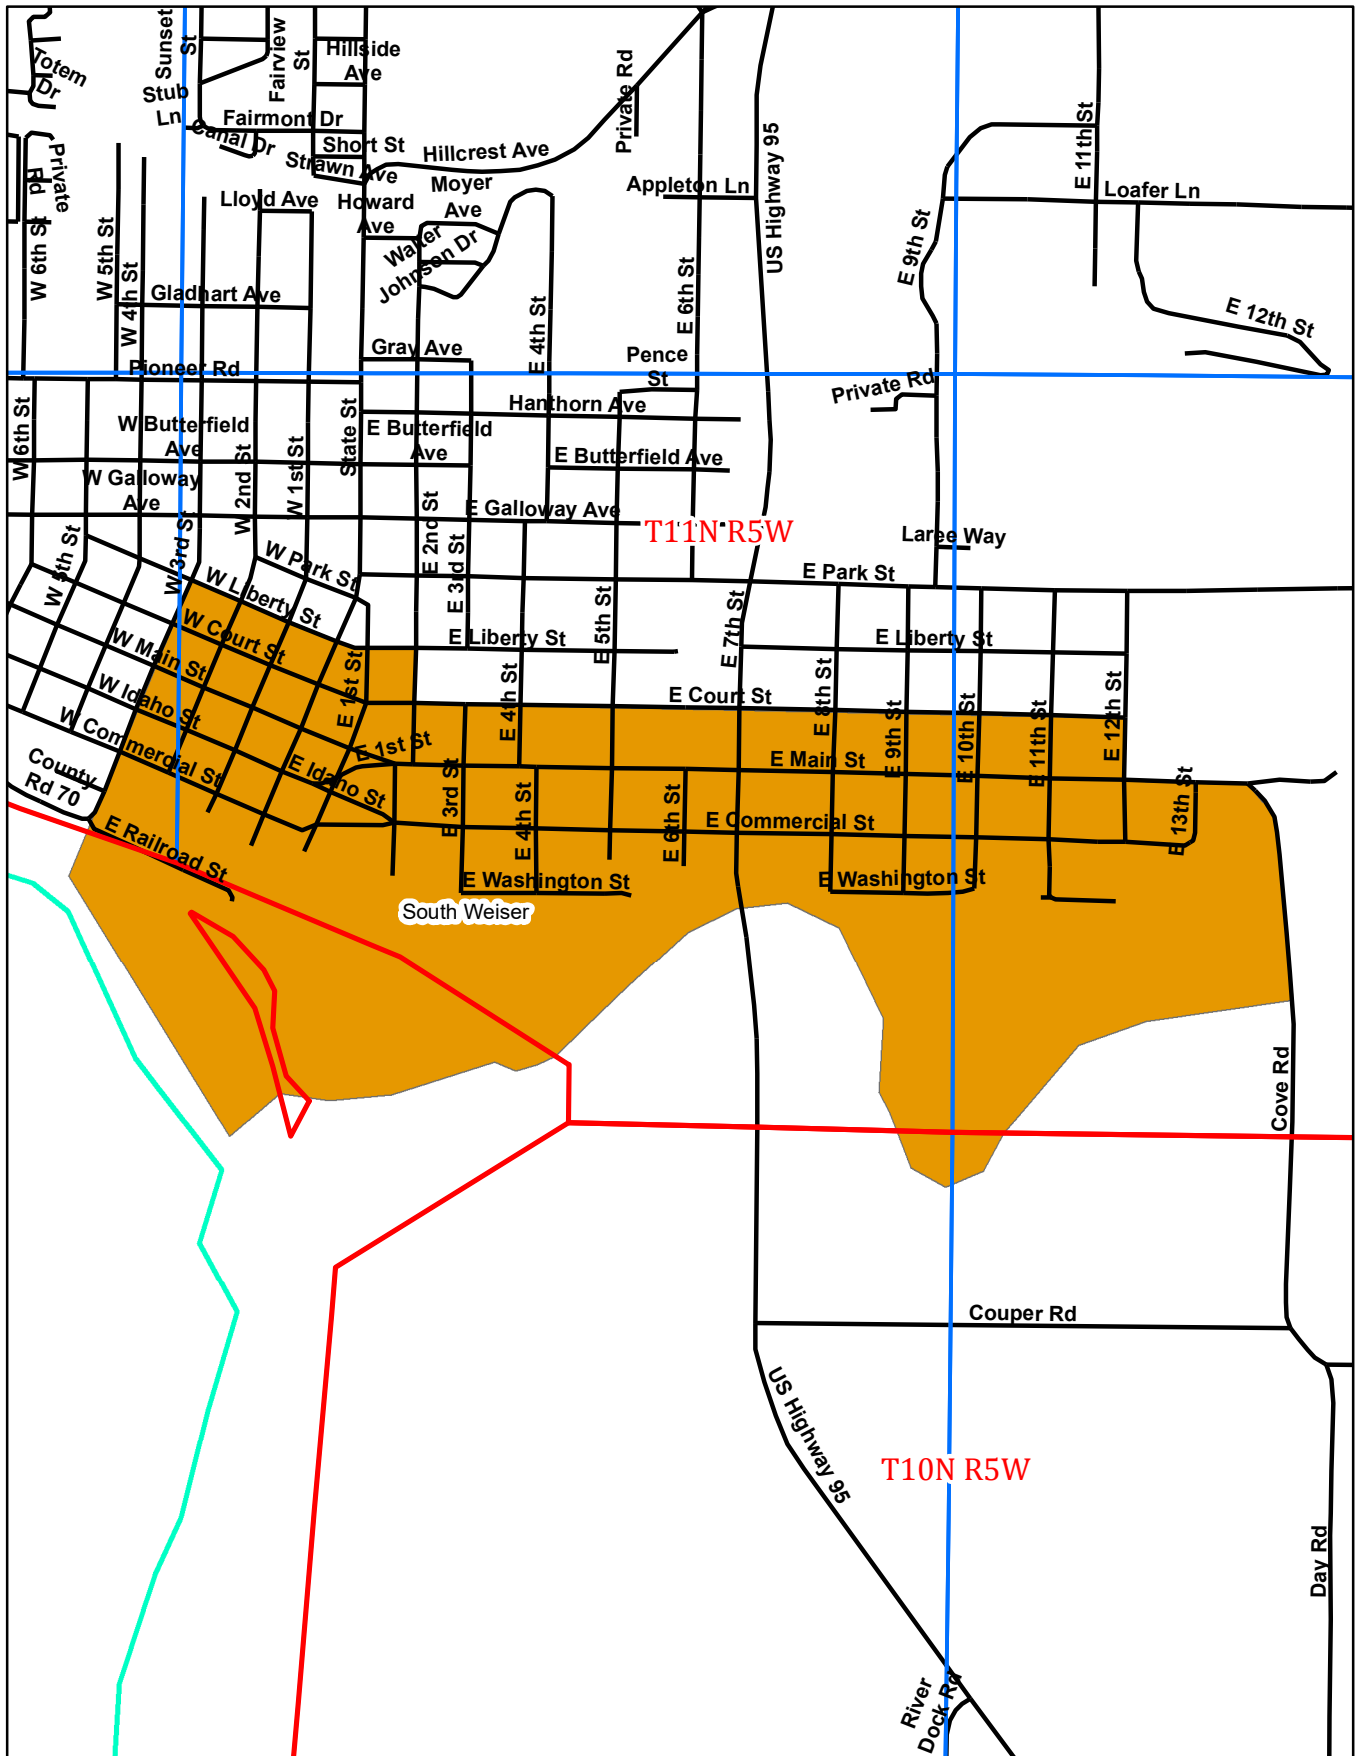 Sunset
St
Fairview
St
Hillside
Ave
Totem
Dr
Stub
Ln
Fairmont Dr
Canal Dr
Short St
Strawn Ave
Hillcrest Ave
Private Rd
US Highway 95
E 11th St
Private
Rd
Lloyd Ave
Howard
Ave
Moyer
Ave
Appleton Ln
Loafer Ln
Walter
Johnson Dr
W 6th St
W 5th St
W 4th St
Gladhart Ave
E 4th St
E 6th St
E 9th St
E 12th St
Pioneer Rd
Gray Ave
Pence
St
Private Rd
Hanthorn Ave
W 6th St
W Butterfield
Ave
State St
E Butterfield
Ave
E Butterfield Ave
W Galloway
Ave
W 2nd St
W 1st St
E 2nd St
E Galloway Ave
T11N R5W
Laree Way
W 5th St
W 3rd St
W Park St
W Liberty St
E 3rd St
E Park St
E 5th St
E 7th St
E Liberty St
E Liberty St
W Court St
W Main St
E 1st St
E 4th St
E Court St
E 8th St
E 9th St
E 10th St
E 11th St
E 12th St
W Idaho St
W Commercial St
E 1st St
E Main St
County
Rd 70
E Idaho St
E 3rd St
E 4th St
E 6th St
E Commercial St
E 13th St
E Railroad St
E Washington St
E Washington St
South Weiser
Cove Rd
Couper Rd
US Highway 95
T10N R5W
Day Rd
River
Dock Rd